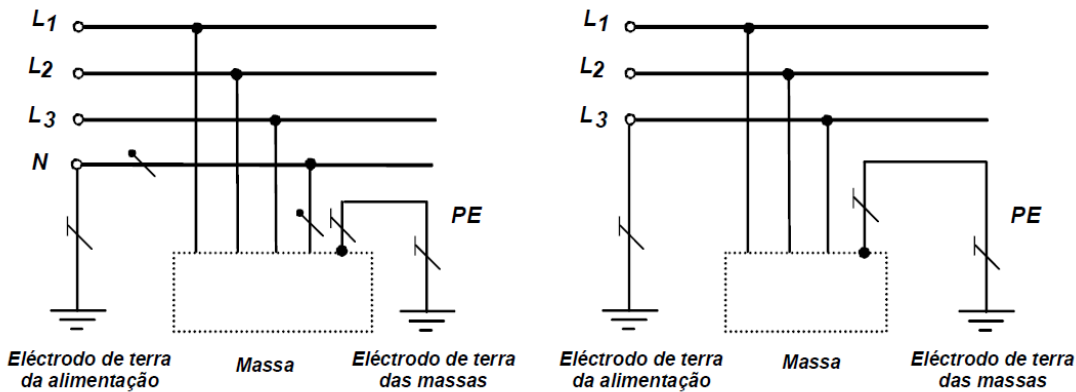 L1
L2
L3
N
PE
Eléctrodo de terra
da alimentação
Massa
Eléctrodo de terra
das massas
L1
L2
L3
PE
Eléctrodo de terra
da alimentação
Massa
Eléctrodo de terra
das massas